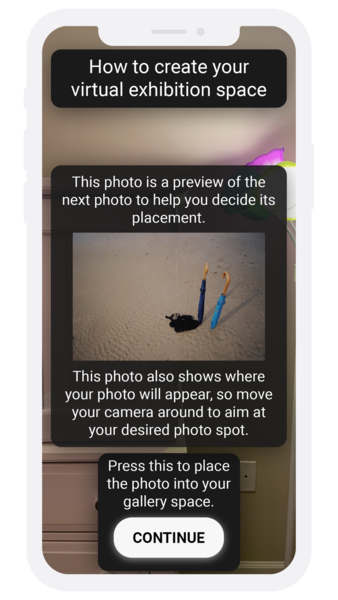 How to create your
virtual exhibition space
This photo is a preview of the
next photo to help you decide its
placement.
This photo also shows where
your photo will appear, so move
your camera around to aim at
your desired photo spot.
Press this to place
the photo into your
gallery space.
CONTINUE